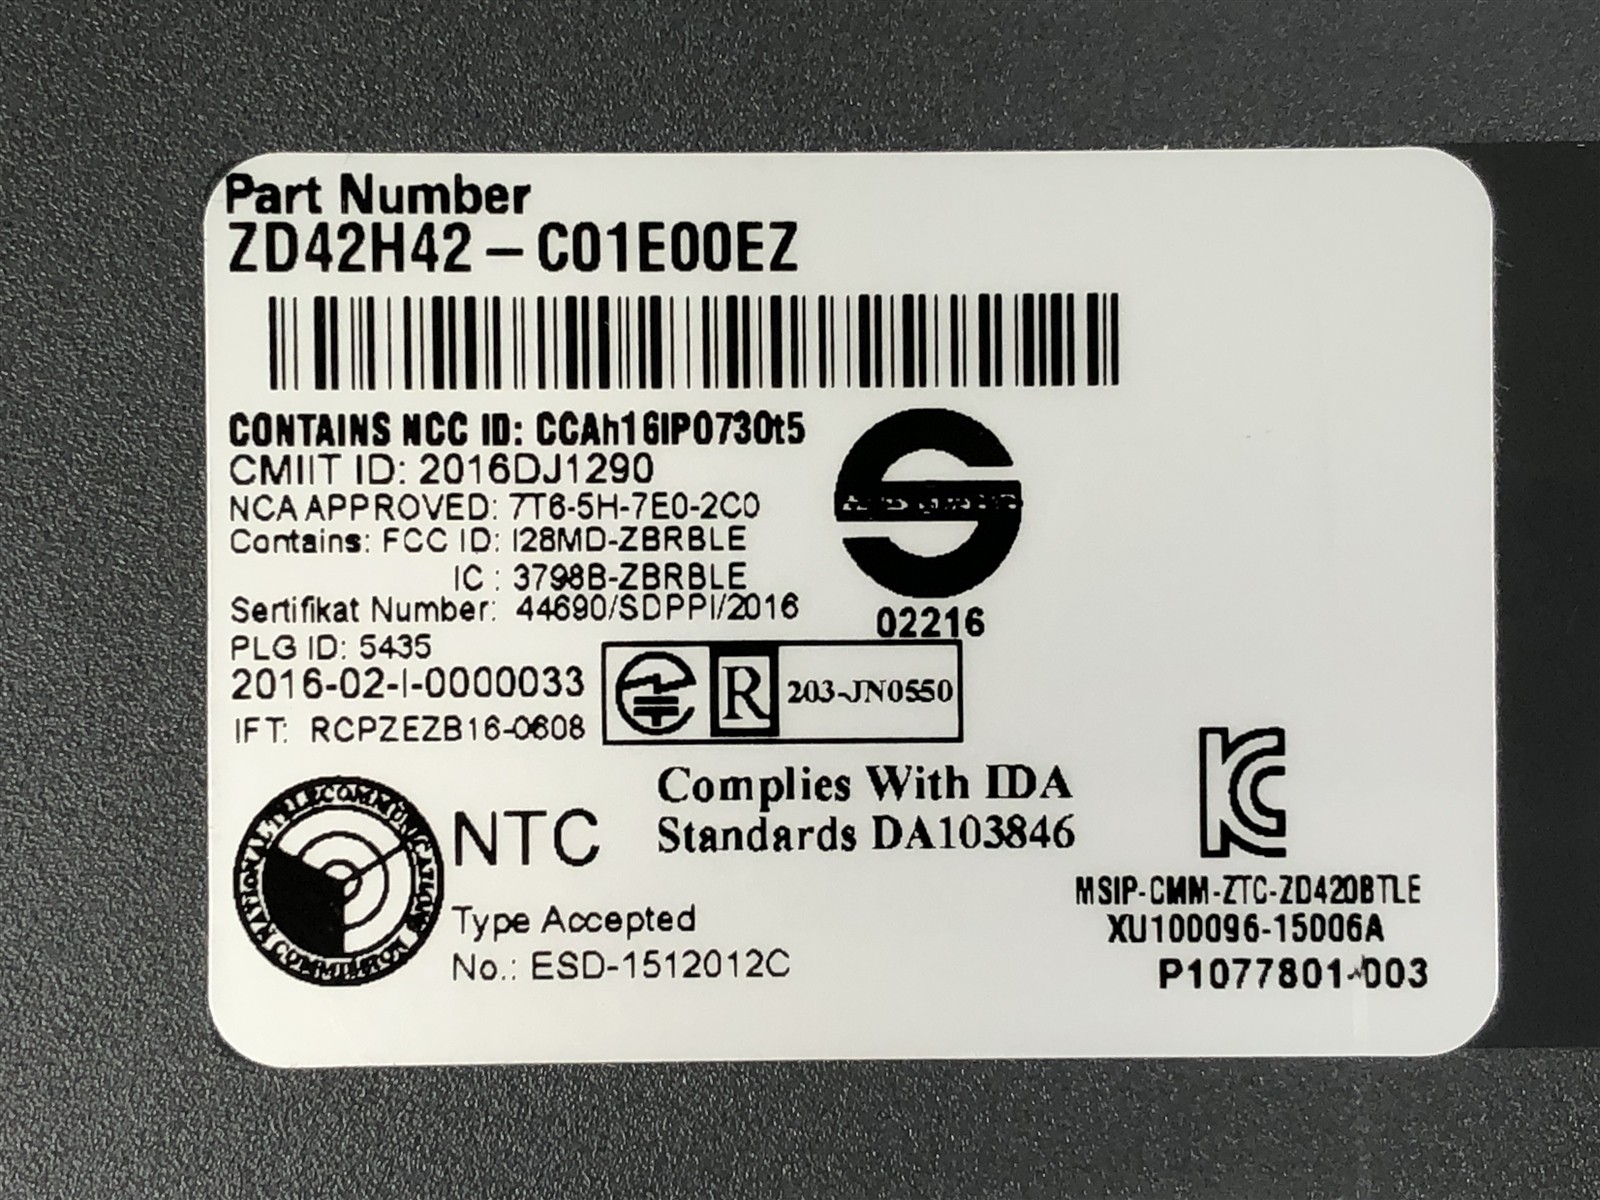 Part Number
ZD42H42 – C01E00EZ
CONTAINS NCC ID: CCAh16IP0730t5
CMIIT ID: 2016DJ1290
NCA APPROVED: 7T6-5H-7E0-2C0
Contains: FCC ID: I28MD-ZBRBLE
IC : 3798B-ZBRBLE
Sertifikat Number: 44690/SDPPI/2016
02216
PLG ID: 5435
2016-02-I-0000033
R 203-JN0550
IFT: RCPZEZB16-0608
NATIONAL TELECOMMUNICATIONS COMMISSION
NTC
Complies With IDA
Standards DA103846
Type Accepted
No.: ESD-1512012C
MSIP-CMM-ZTC-ZD420BTLE
XU100096-15006A
P1077801-003